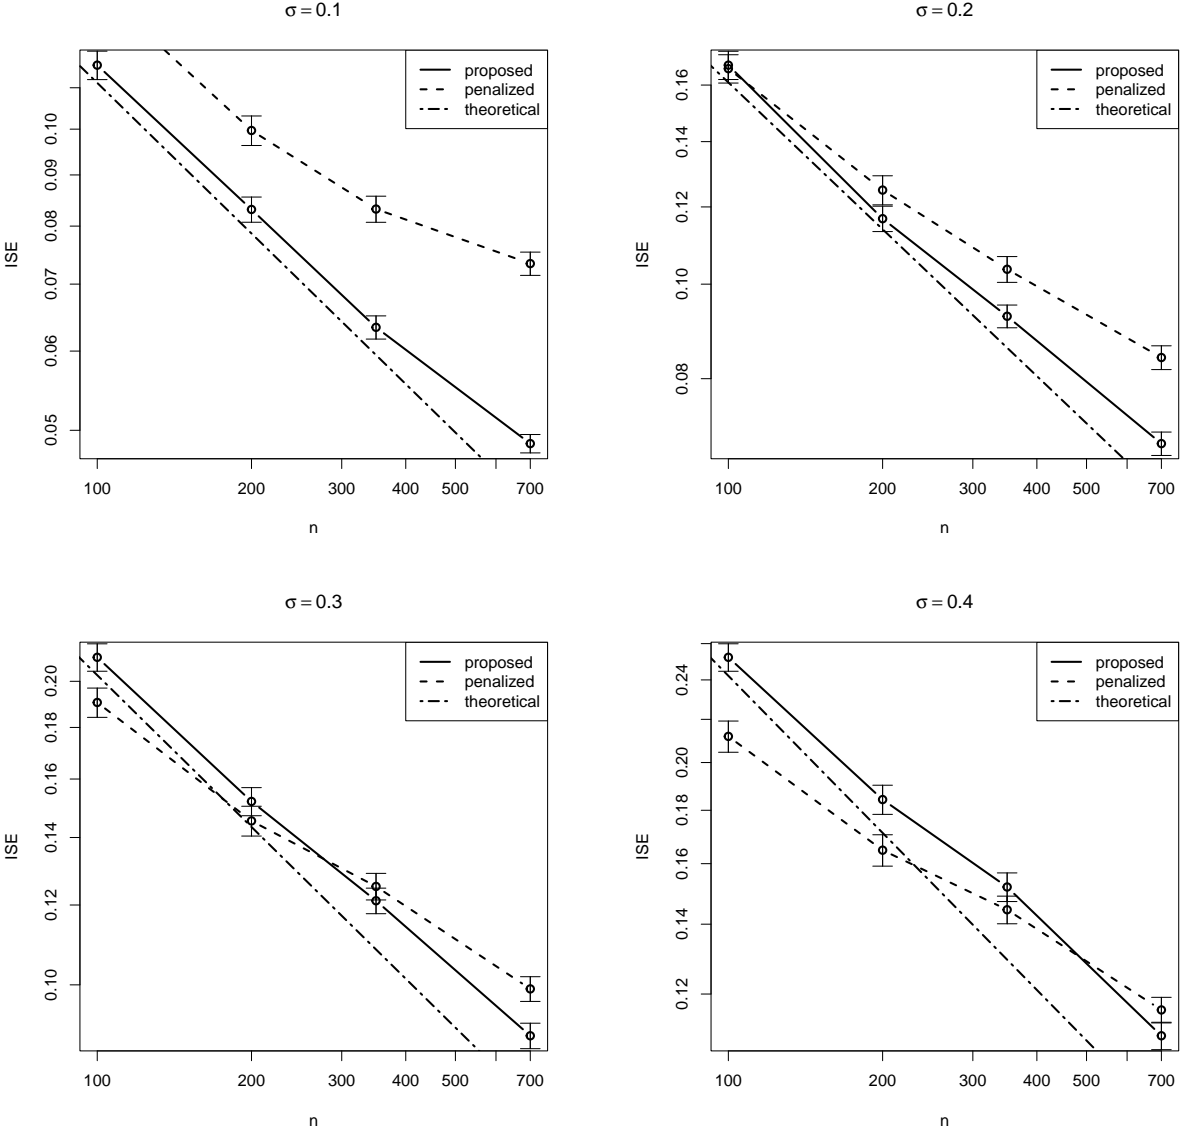 σ = 0.1
proposed
penalized
theoretical
0.10
0.09
0.08
0.07
0.06
0.05
ISE
100 200 300 400 500 700
n
σ = 0.2
proposed
penalized
theoretical
0.16
0.14
0.12
0.10
0.08
ISE
100 200 300 400 500 700
n
σ = 0.3
proposed
penalized
theoretical
0.20
0.18
0.16
0.14
0.12
0.10
ISE
100 200 300 400 500 700
n
σ = 0.4
proposed
penalized
theoretical
0.24
0.20
0.18
0.16
0.14
0.12
ISE
100 200 300 400 500 700
n